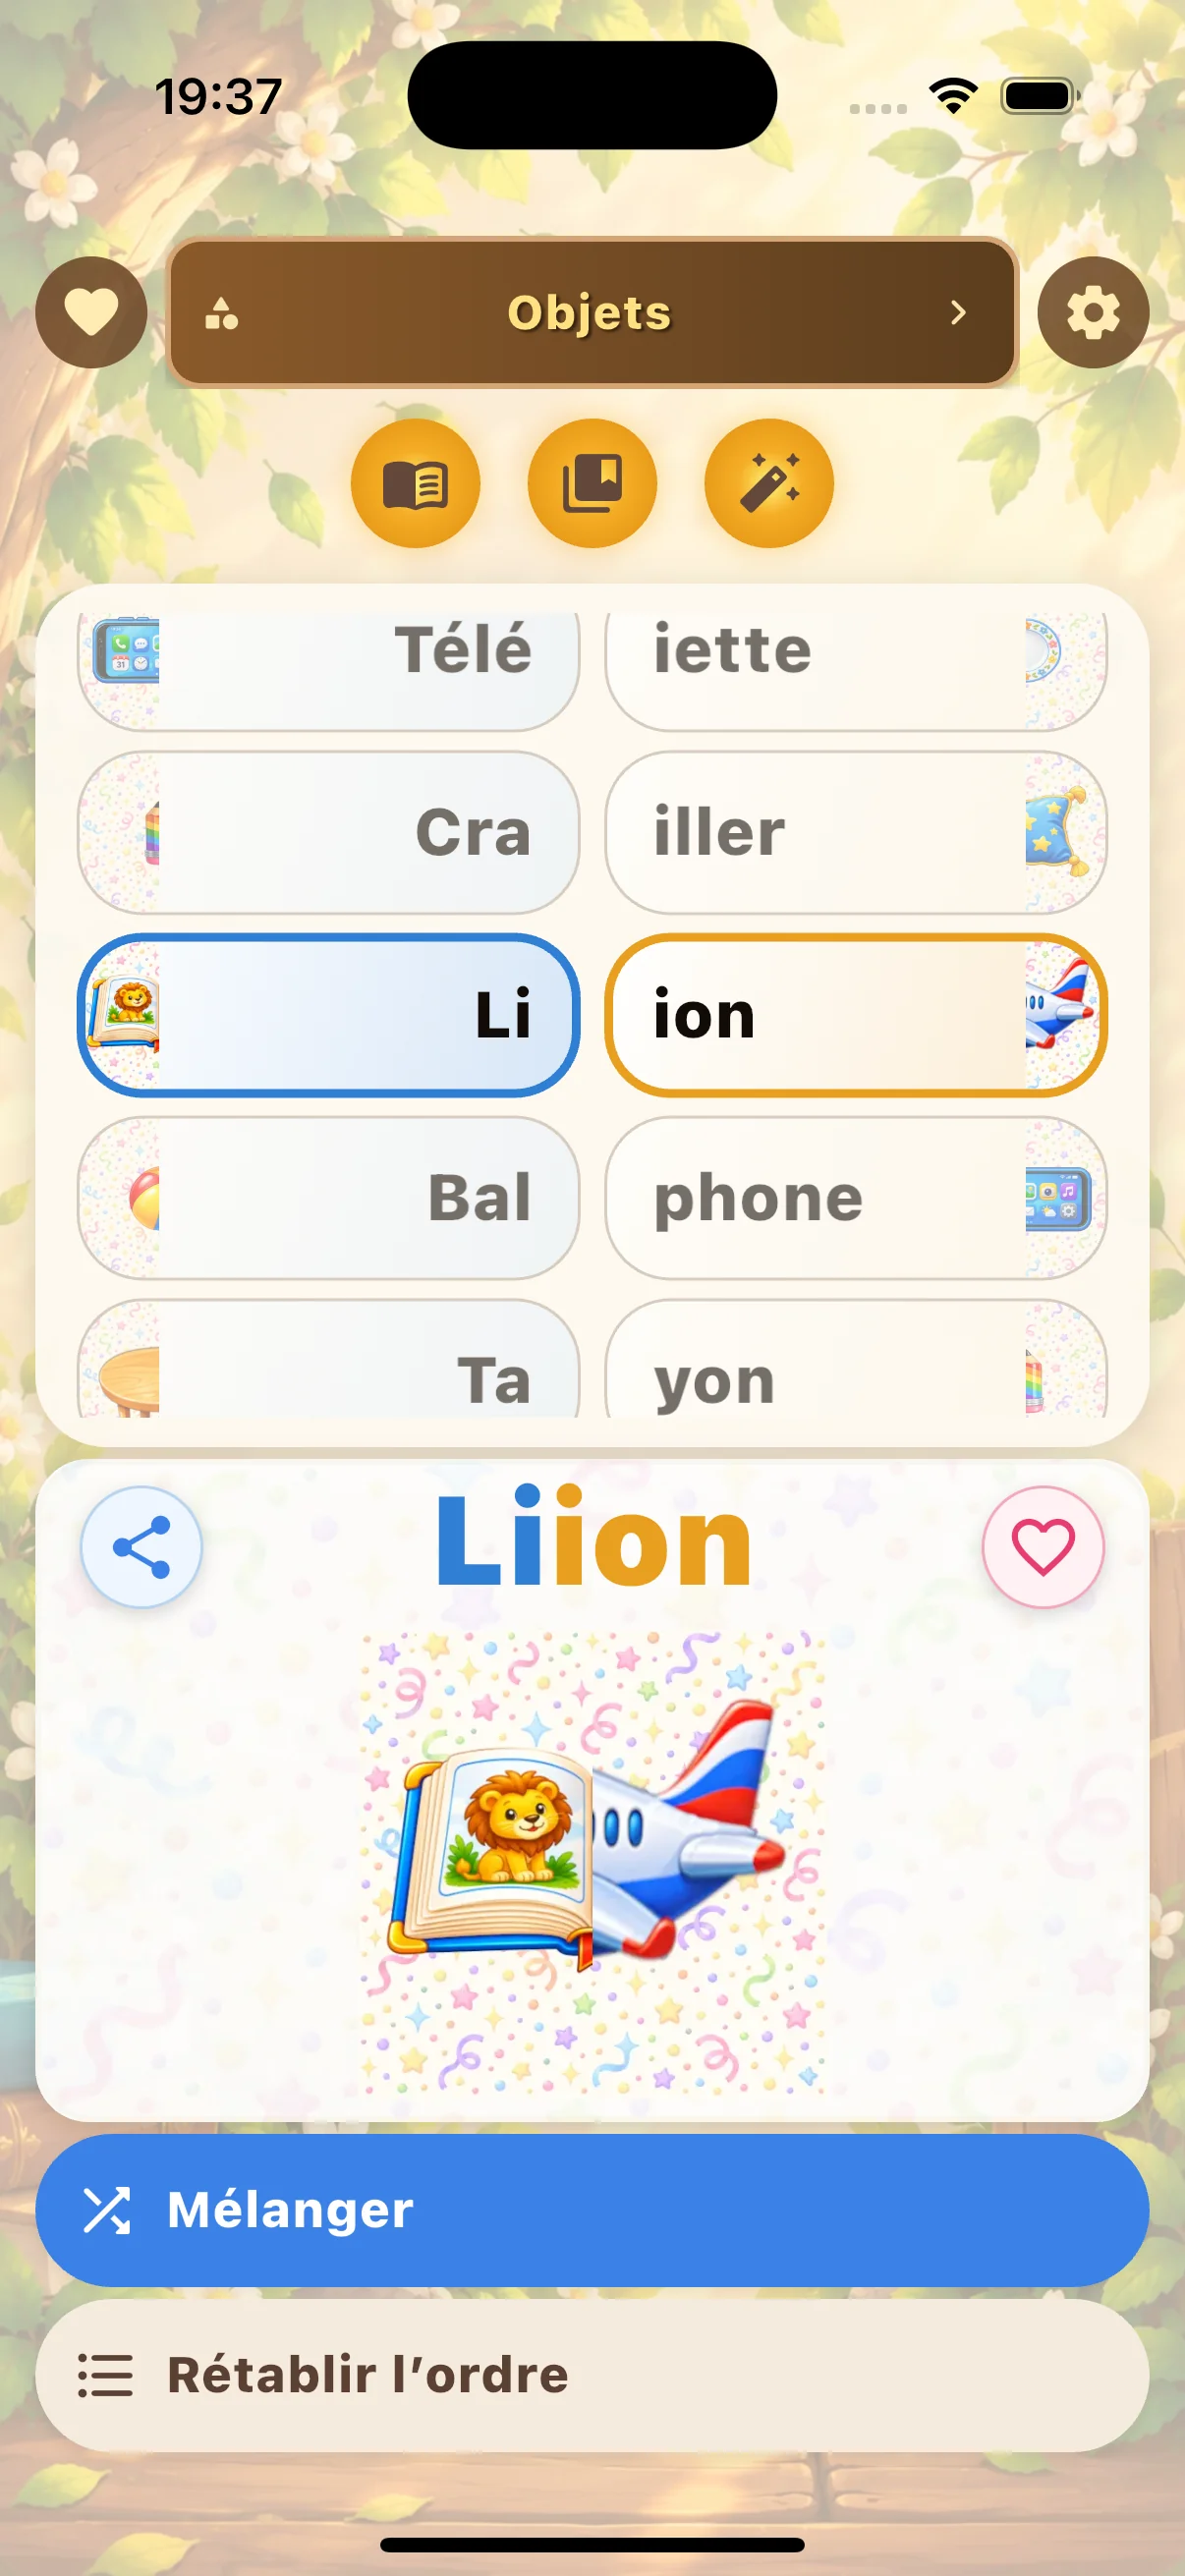 19:37
Objets
Télé iette
Cra iller
Li ion
Bal phone
Ta yon
Liion
Mélanger
Rétablir l’ordre